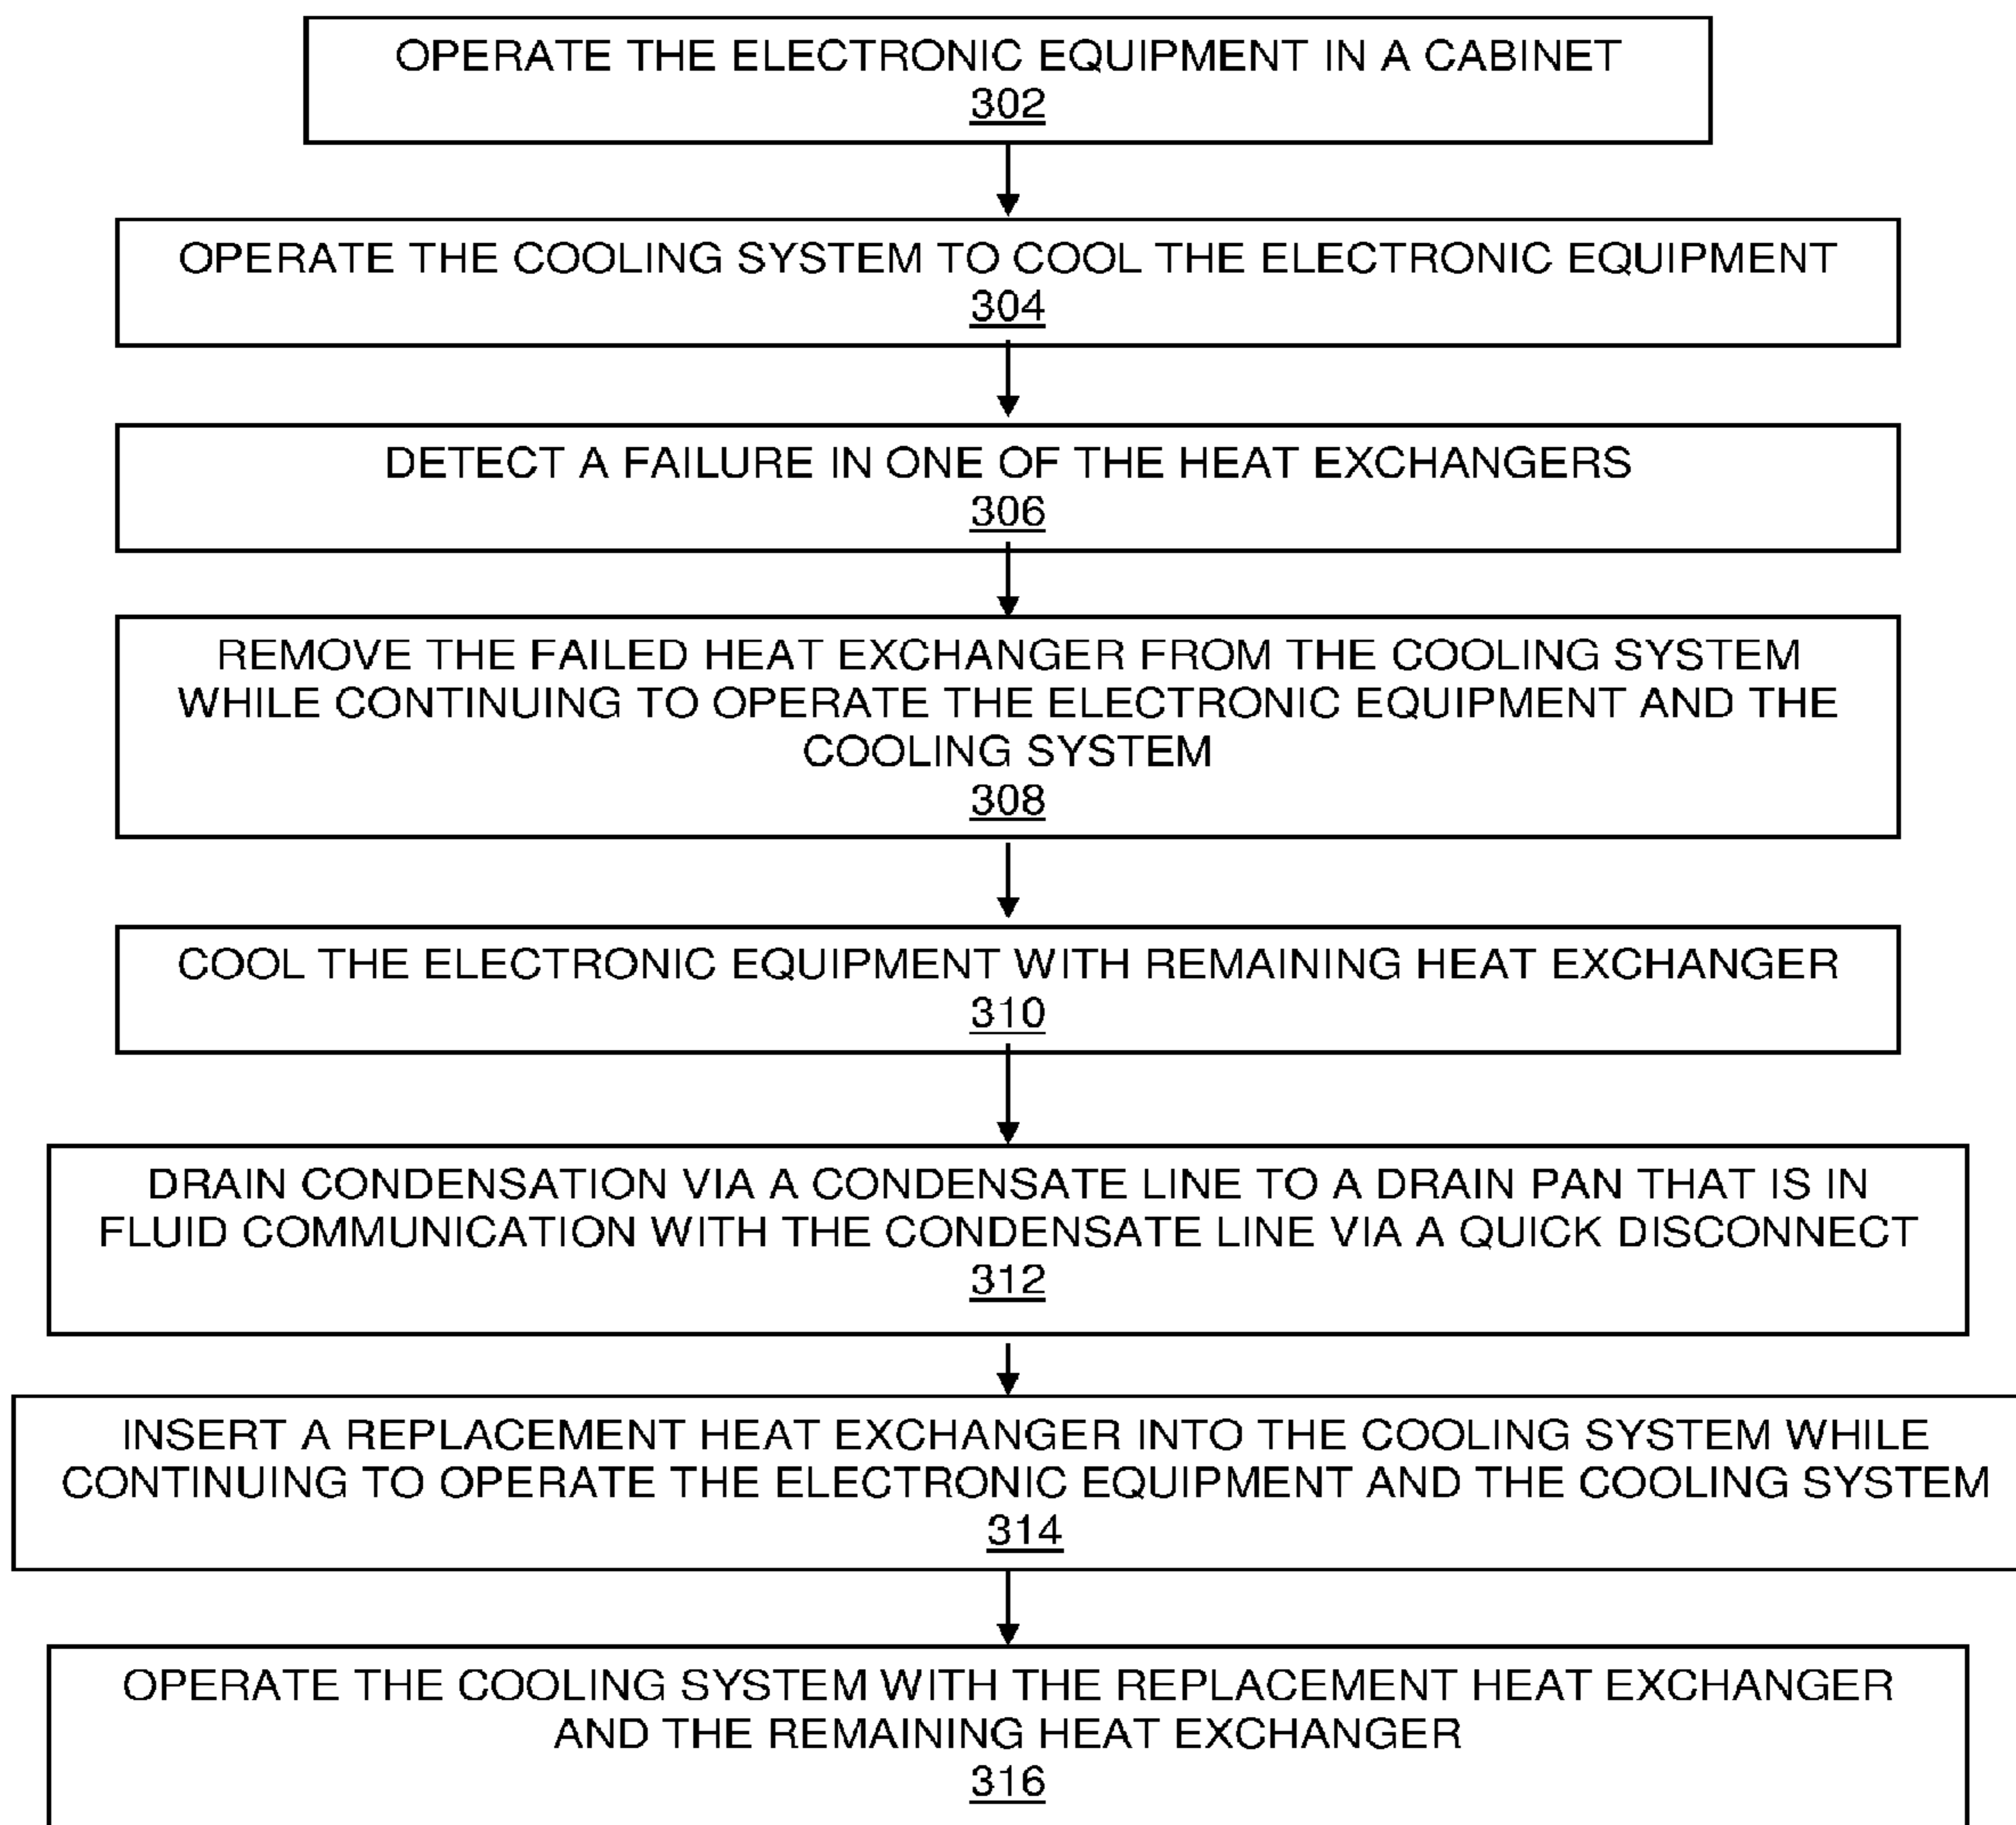 OPERATE THE ELECTRONIC EQUIPMENT IN A CABINET
302
OPERATE THE COOLING SYSTEM TO COOL THE ELECTRONIC EQUIPMENT
304
DETECT A FAILURE IN ONE OF THE HEAT EXCHANGERS
306
REMOVE THE FAILED HEAT EXCHANGER FROM THE COOLING SYSTEM
WHILE CONTINUING TO OPERATE THE ELECTRONIC EQUIPMENT AND THE
COOLING SYSTEM
308
COOL THE ELECTRONIC EQUIPMENT WITH REMAINING HEAT EXCHANGER
310
DRAIN CONDENSATION VIA A CONDENSATE LINE TO A DRAIN PAN THAT IS IN
FLUID COMMUNICATION WITH THE CONDENSATE LINE VIA A QUICK DISCONNECT
312
INSERT A REPLACEMENT HEAT EXCHANGER INTO THE COOLING SYSTEM WHILE
CONTINUING TO OPERATE THE ELECTRONIC EQUIPMENT AND THE COOLING SYSTEM
314
OPERATE THE COOLING SYSTEM WITH THE REPLACEMENT HEAT EXCHANGER
AND THE REMAINING HEAT EXCHANGER
316